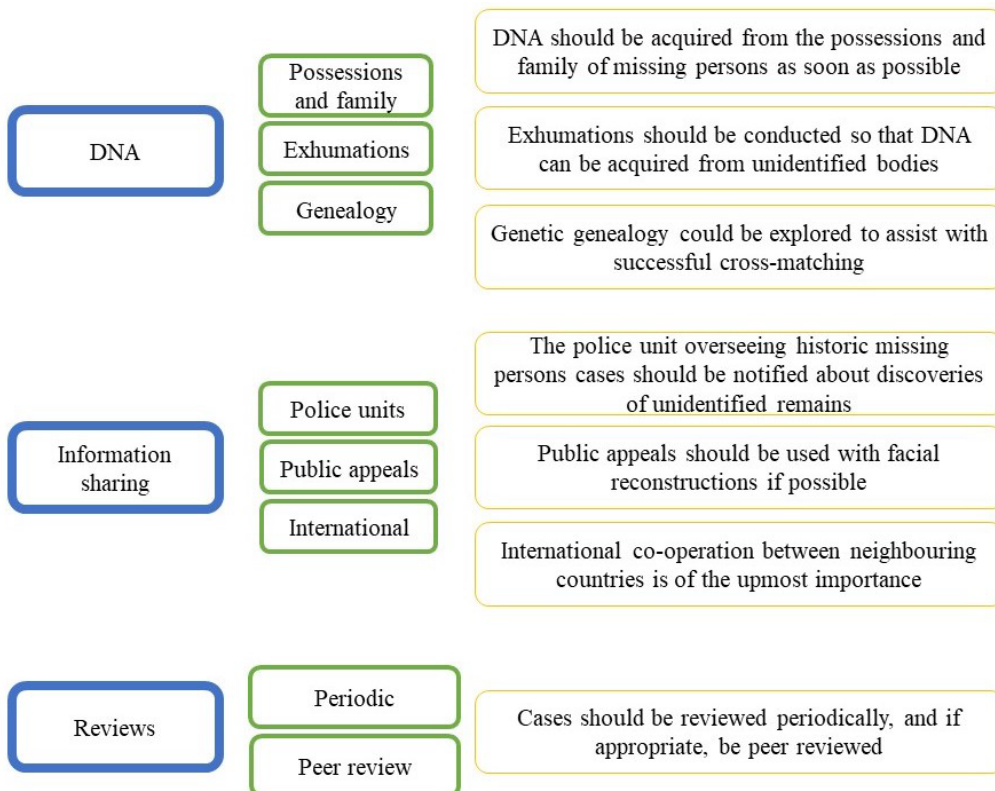 DNA
Possessions
and family
Exhumations
Genealogy
DNA should be acquired from the possessions and
family of missing persons as soon as possible
Exhumations should be conducted so that DNA
can be acquired from unidentified bodies
Genetic genealogy could be explored to assist with
successful cross-matching
Information
sharing
Police units
Public appeals
International
The police unit overseeing historic missing
persons cases should be notified about discoveries
of unidentified remains
Public appeals should be used with facial
reconstructions if possible
International co-operation between neighbouring
countries is of the upmost importance
Reviews
Periodic
Peer review
Cases should be reviewed periodically, and if
appropriate, be peer reviewed